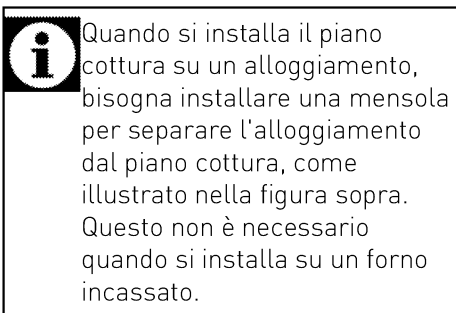 Quando si installa il piano
cottura su un alloggiamento,
bisogna installare una mensola
per separare l'alloggiamento
dal piano cottura, come
illustrato nella figura sopra.
Questo non è necessario
quando si installa su un forno
incassato.